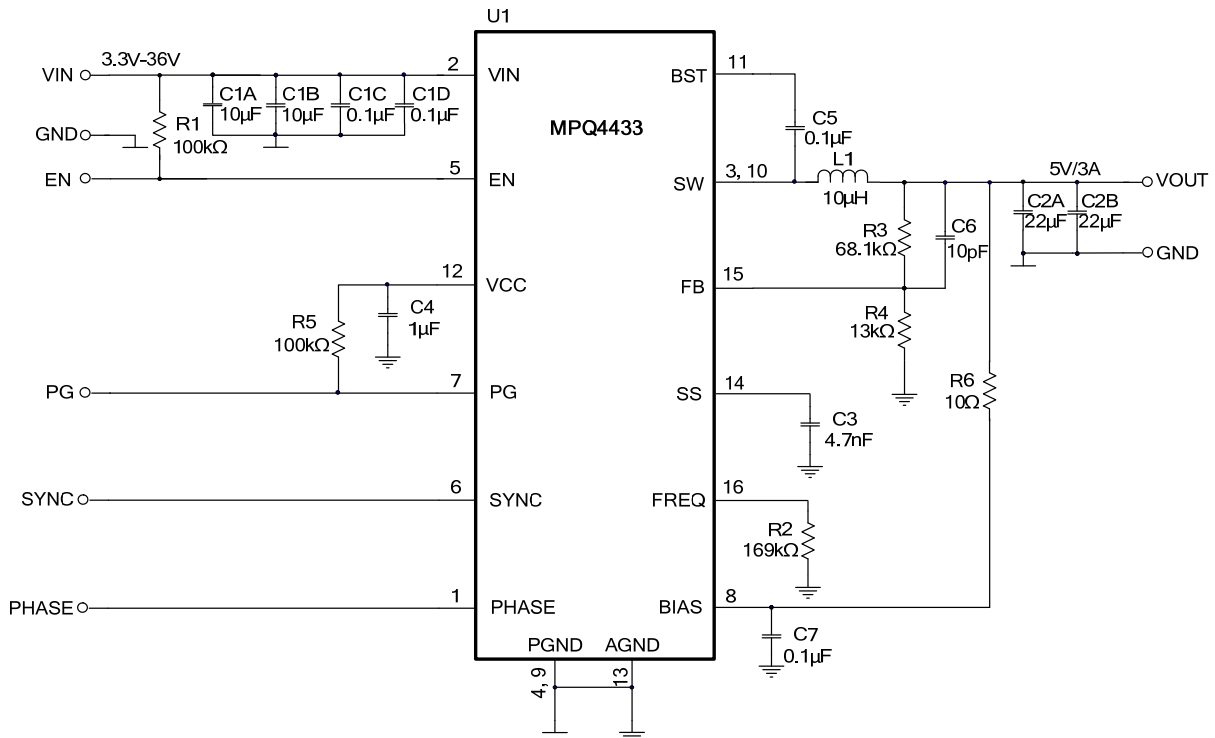 U1
VIN
3.3V-36V
2
VIN
C1A
10µF
C1B
10µF
C1C
0.1µF
C1D
0.1µF
GND
R1
100kΩ
EN
5
EN
MPQ4433
BST
11
C5
0.1µF
SW
3, 10
L1
10µH
5V/3A
VOUT
C2A
22µF
C2B
22µF
GND
R3
68.1kΩ
C6
10pF
12
VCC
FB
15
R5
100kΩ
C4
1µF
R4
13kΩ
PG
7
PG
SS
14
C3
4.7nF
R6
10Ω
SYNC
6
SYNC
FREQ
16
R2
169kΩ
PHASE
1
PHASE
BIAS
8
C7
0.1µF
PGND
AGND
4, 9
13